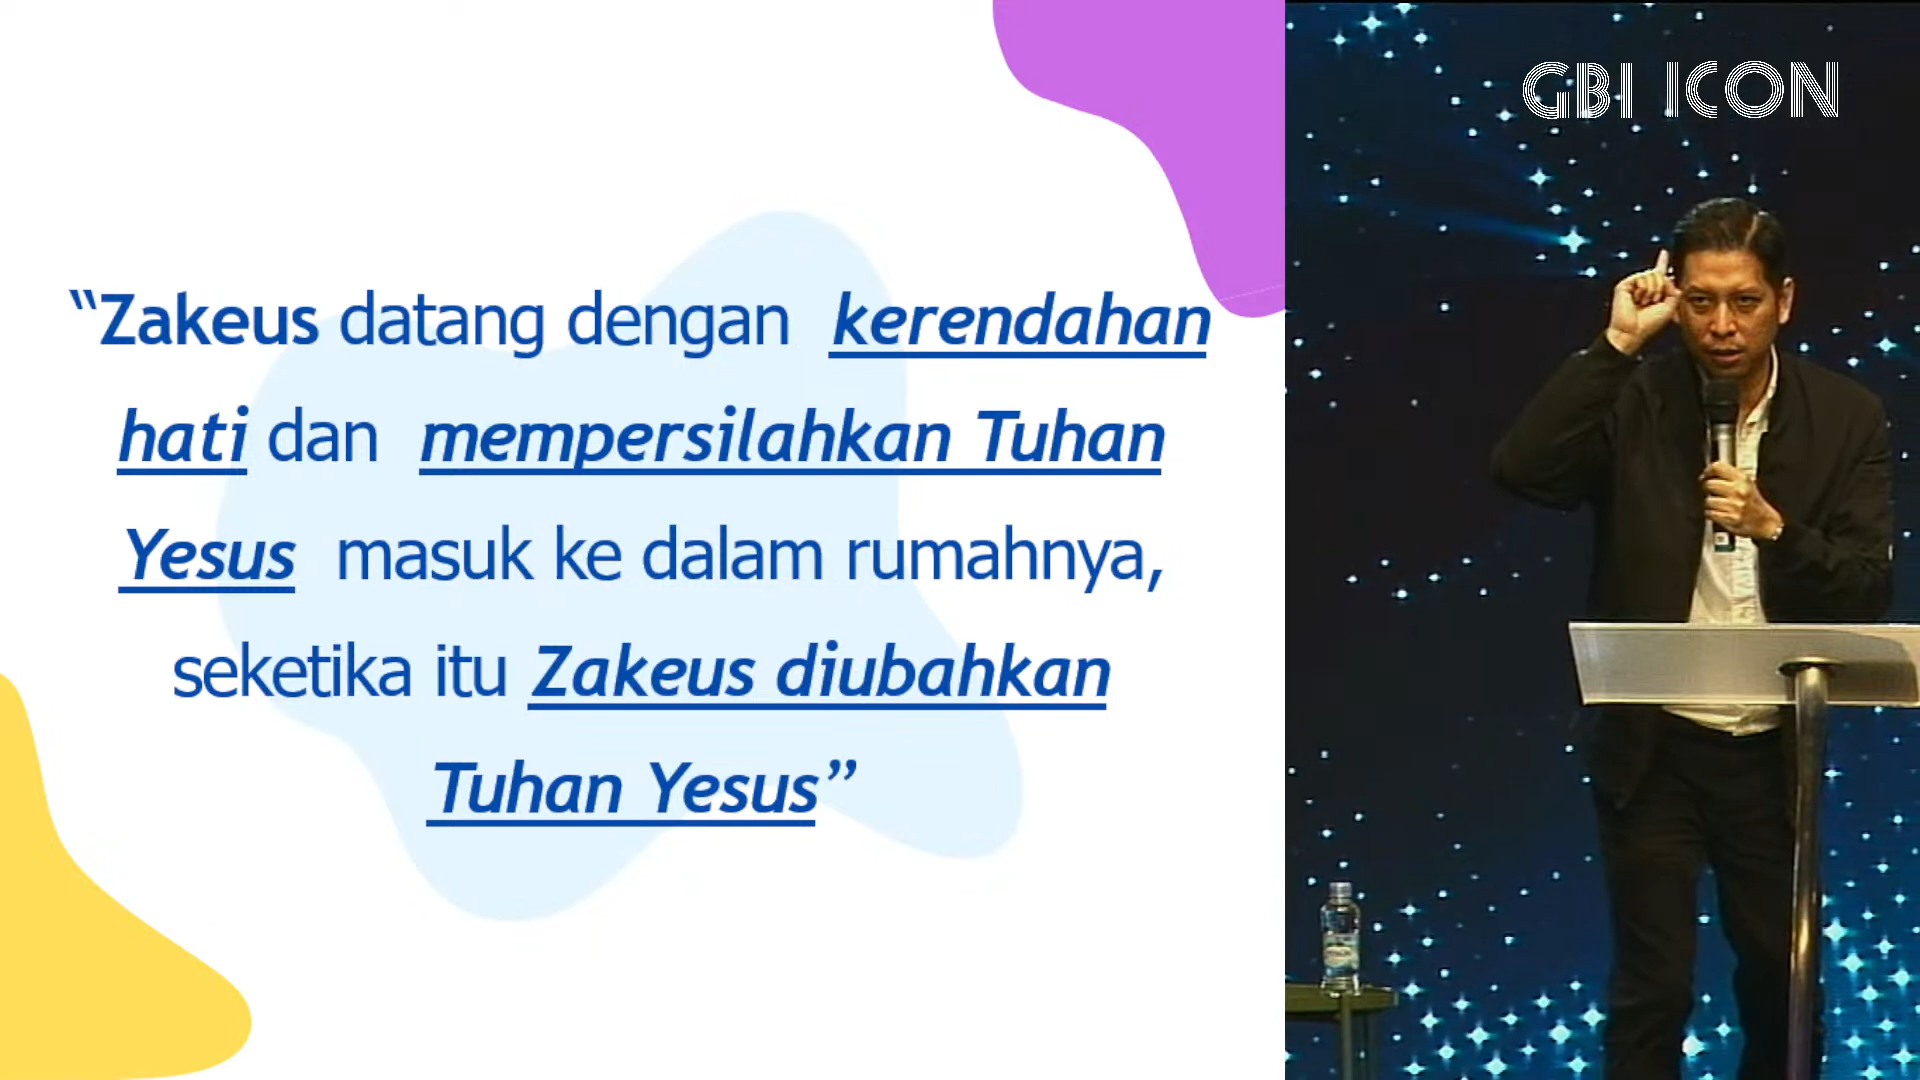 GBI ICON
“Zakeus datang dengan kerendahan
hati dan mempersilahkan Tuhan
Yesus masuk ke dalam rumahnya,
seketika itu Zakeus diubahkan
Tuhan Yesus”